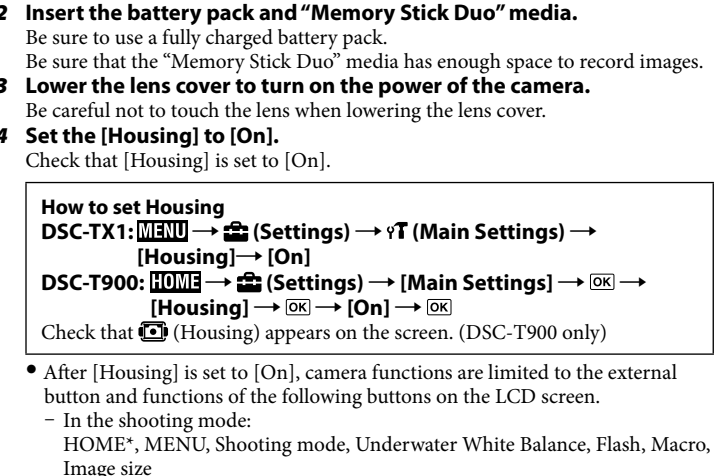 2 Insert the battery pack and “Memory Stick Duo” media.
Be sure to use a fully charged battery pack.
Be sure that the “Memory Stick Duo” media has enough space to record images.
3 Lower the lens cover to turn on the power of the camera.
Be careful not to touch the lens when lowering the lens cover.
4 Set the [Housing] to [On].
Check that [Housing] is set to [On].
How to set Housing
DSC-TX1: MENU → (Settings) → (Main Settings) →
[Housing]→ [On]
DSC-T900: HOME → (Settings) → [Main Settings] → OK →
[Housing] → OK → [On] → OK
Check that (Housing) appears on the screen. (DSC-T900 only)
• After [Housing] is set to [On], camera functions are limited to the external
button and functions of the following buttons on the LCD screen.
– In the shooting mode:
HOME*, MENU, Shooting mode, Underwater White Balance, Flash, Macro,
Image size